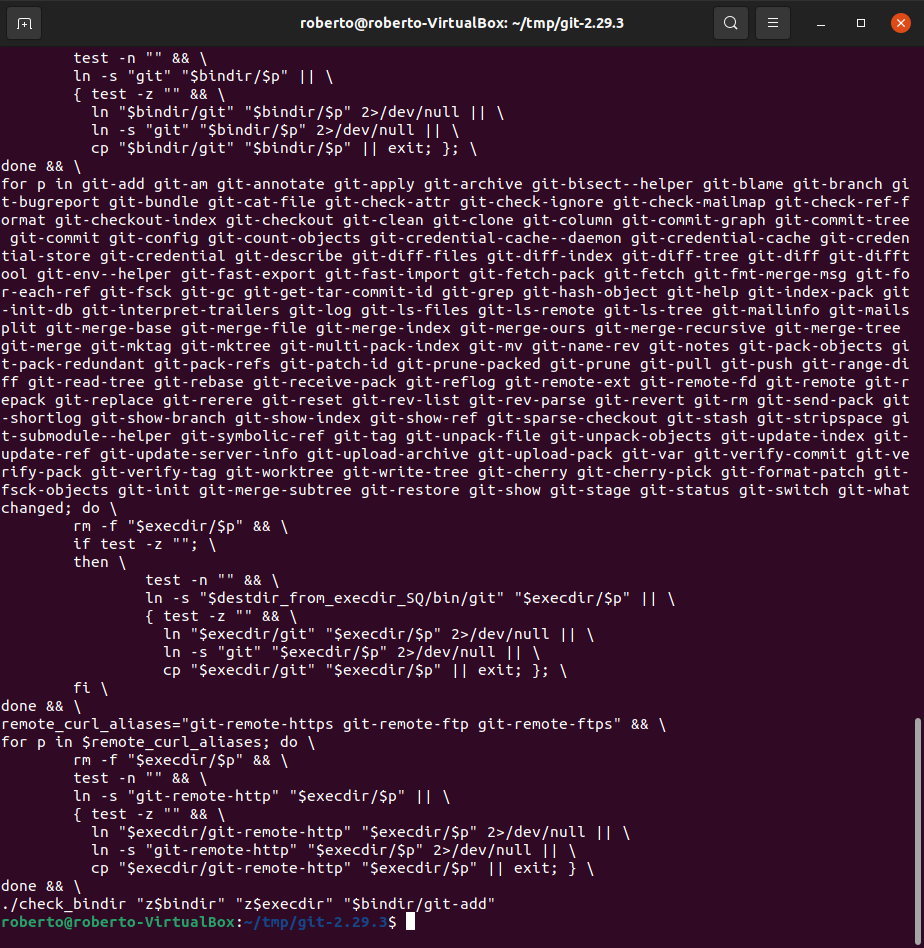 roberto@roberto-VirtualBox: ~/tmp/git-2.29.3
        test -n "" && \
        ln -s "git" "$bindir/$p" || \
        { test -z "" && \
          ln "$bindir/git" "$bindir/$p" 2>/dev/null || \
          ln -s "git" "$bindir/$p" 2>/dev/null || \
          cp "$bindir/git" "$bindir/$p" || exit; }; \
done && \
for p in git-add git-am git-annotate git-apply git-archive git-bisect--helper git-blame git-branch gi
t-bugreport git-bundle git-cat-file git-check-attr git-check-ignore git-check-mailmap git-check-ref-f
ormat git-checkout-index git-checkout git-clean git-clone git-column git-commit-graph git-commit-tree
 git-commit git-config git-count-objects git-credential-cache--daemon git-credential-cache git-creden
tial-store git-credential git-describe git-diff-files git-diff-index git-diff-tree git-diff git-difft
ool git-env--helper git-fast-export git-fast-import git-fetch-pack git-fetch git-fmt-merge-msg git-fo
r-each-ref git-fsck git-gc git-get-tar-commit-id git-grep git-hash-object git-help git-index-pack git
-init-db git-interpret-trailers git-log git-ls-files git-ls-remote git-ls-tree git-mailinfo git-mails
plit git-merge-base git-merge-file git-merge-index git-merge-ours git-merge-recursive git-merge-tree
git-merge git-mktag git-mktree git-multi-pack-index git-mv git-name-rev git-notes git-pack-objects gi
t-pack-redundant git-pack-refs git-patch-id git-prune-packed git-prune git-pull git-push git-range-di
ff git-read-tree git-rebase git-receive-pack git-reflog git-remote-ext git-remote-fd git-remote git-r
epack git-replace git-rerere git-reset git-rev-list git-rev-parse git-revert git-rm git-send-pack git
-shortlog git-show-branch git-show-index git-show-ref git-sparse-checkout git-stash git-stripspace gi
t-submodule--helper git-symbolic-ref git-tag git-unpack-file git-unpack-objects git-update-index git-
update-ref git-update-server-info git-upload-archive git-upload-pack git-var git-verify-commit git-ve
rify-pack git-verify-tag git-worktree git-write-tree git-cherry git-cherry-pick git-format-patch git-
fsck-objects git-init git-merge-subtree git-restore git-show git-stage git-status git-switch git-what
changed; do \
        rm -f "$execdir/$p" && \
        if test -z ""; \
        then \
                test -n "" && \
                ln -s "$destdir_from_execdir_SQ/bin/git" "$execdir/$p" || \
                { test -z "" && \
                  ln "$execdir/git" "$execdir/$p" 2>/dev/null || \
                  ln -s "git" "$execdir/$p" 2>/dev/null || \
                  cp "$execdir/git" "$execdir/$p" || exit; }; \
        fi \
done && \
remote_curl_aliases="git-remote-https git-remote-ftp git-remote-ftps" && \
for p in $remote_curl_aliases; do \
        rm -f "$execdir/$p" && \
        test -n "" && \
        ln -s "git-remote-http" "$execdir/$p" || \
        { test -z "" && \
          ln "$execdir/git-remote-http" "$execdir/$p" 2>/dev/null || \
          ln -s "git-remote-http" "$execdir/$p" 2>/dev/null || \
          cp "$execdir/git-remote-http" "$execdir/$p" || exit; } \
done && \
./check_bindir "z$bindir" "z$execdir" "$bindir/git-add"
roberto@roberto-VirtualBox:~/tmp/git-2.29.3$